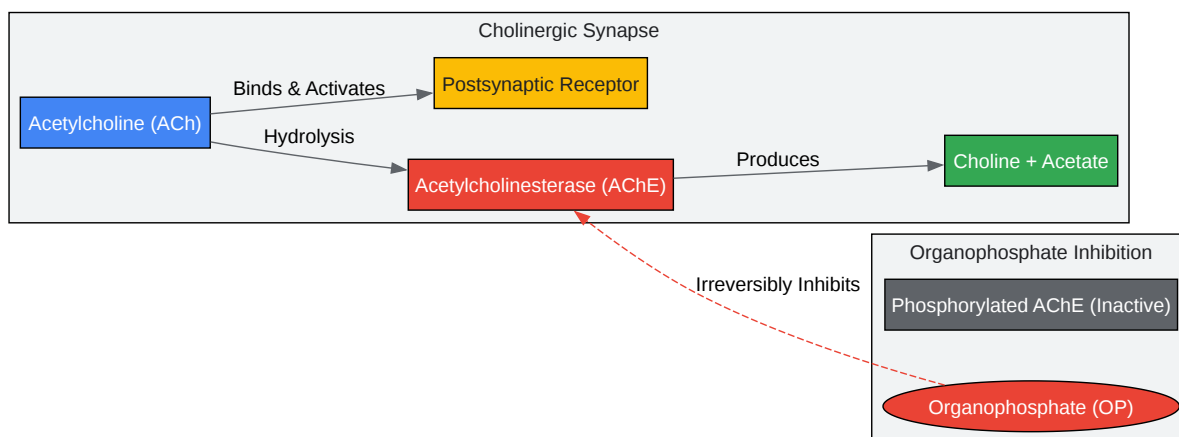 Cholinergic Synapse
Binds & Activates
Postsynaptic Receptor
Acetylcholine (ACh)
Hydrolysis
Acetylcholinesterase (AChE)
Produces
Choline + Acetate
Organophosphate Inhibition
Irreversibly Inhibits
Phosphorylated AChE (Inactive)
Organophosphate (OP)